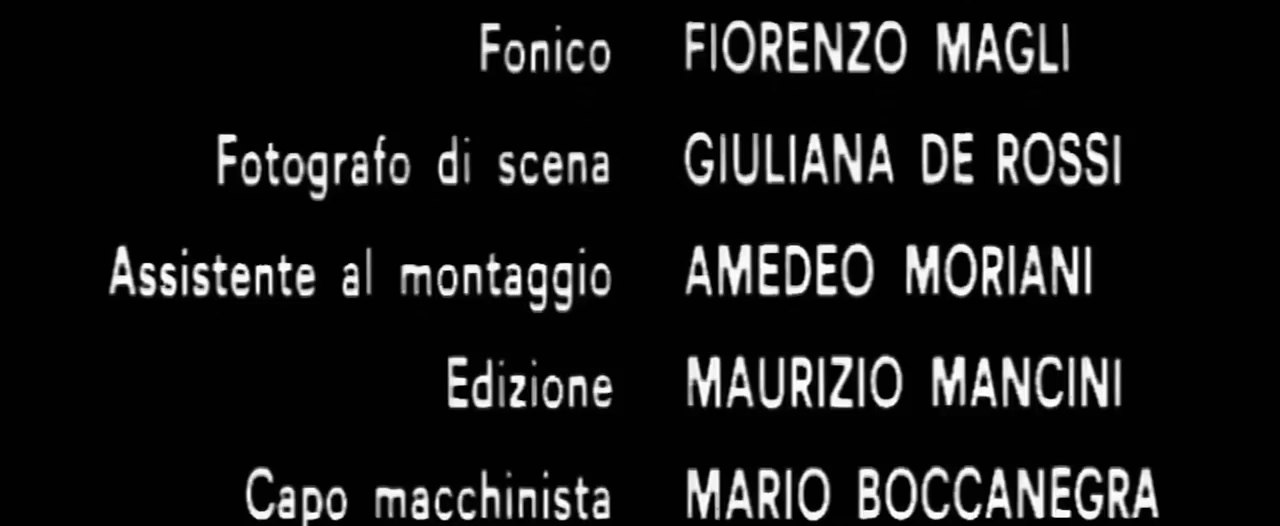 Fonico FIORENZO MAGLI
Fotografo di scena GIULIANA DE ROSSI
Assistente al montaggio AMEDEO MORIANI
Edizione MAURIZIO MANCINI
Capo macchinista MARIO BOCCANEGRA